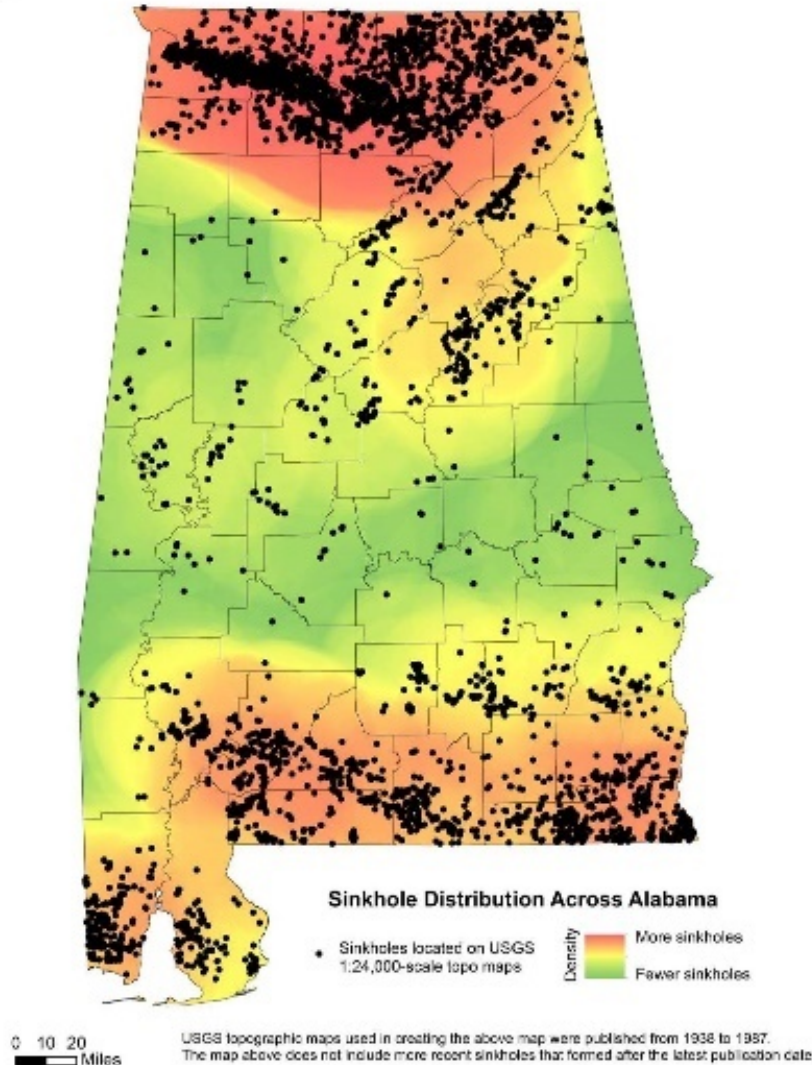 Sinkhole Distribution Across Alabama
Sinkholes located on USGS
1:24,000-scale topo maps
Density
More sinkholes
Fewer sinkholes
0 10 20
Miles
USGS topographic maps used in creating the above map were published from 1938 to 1987.
The map above does not include more recent sinkholes that formed after the latest publication date